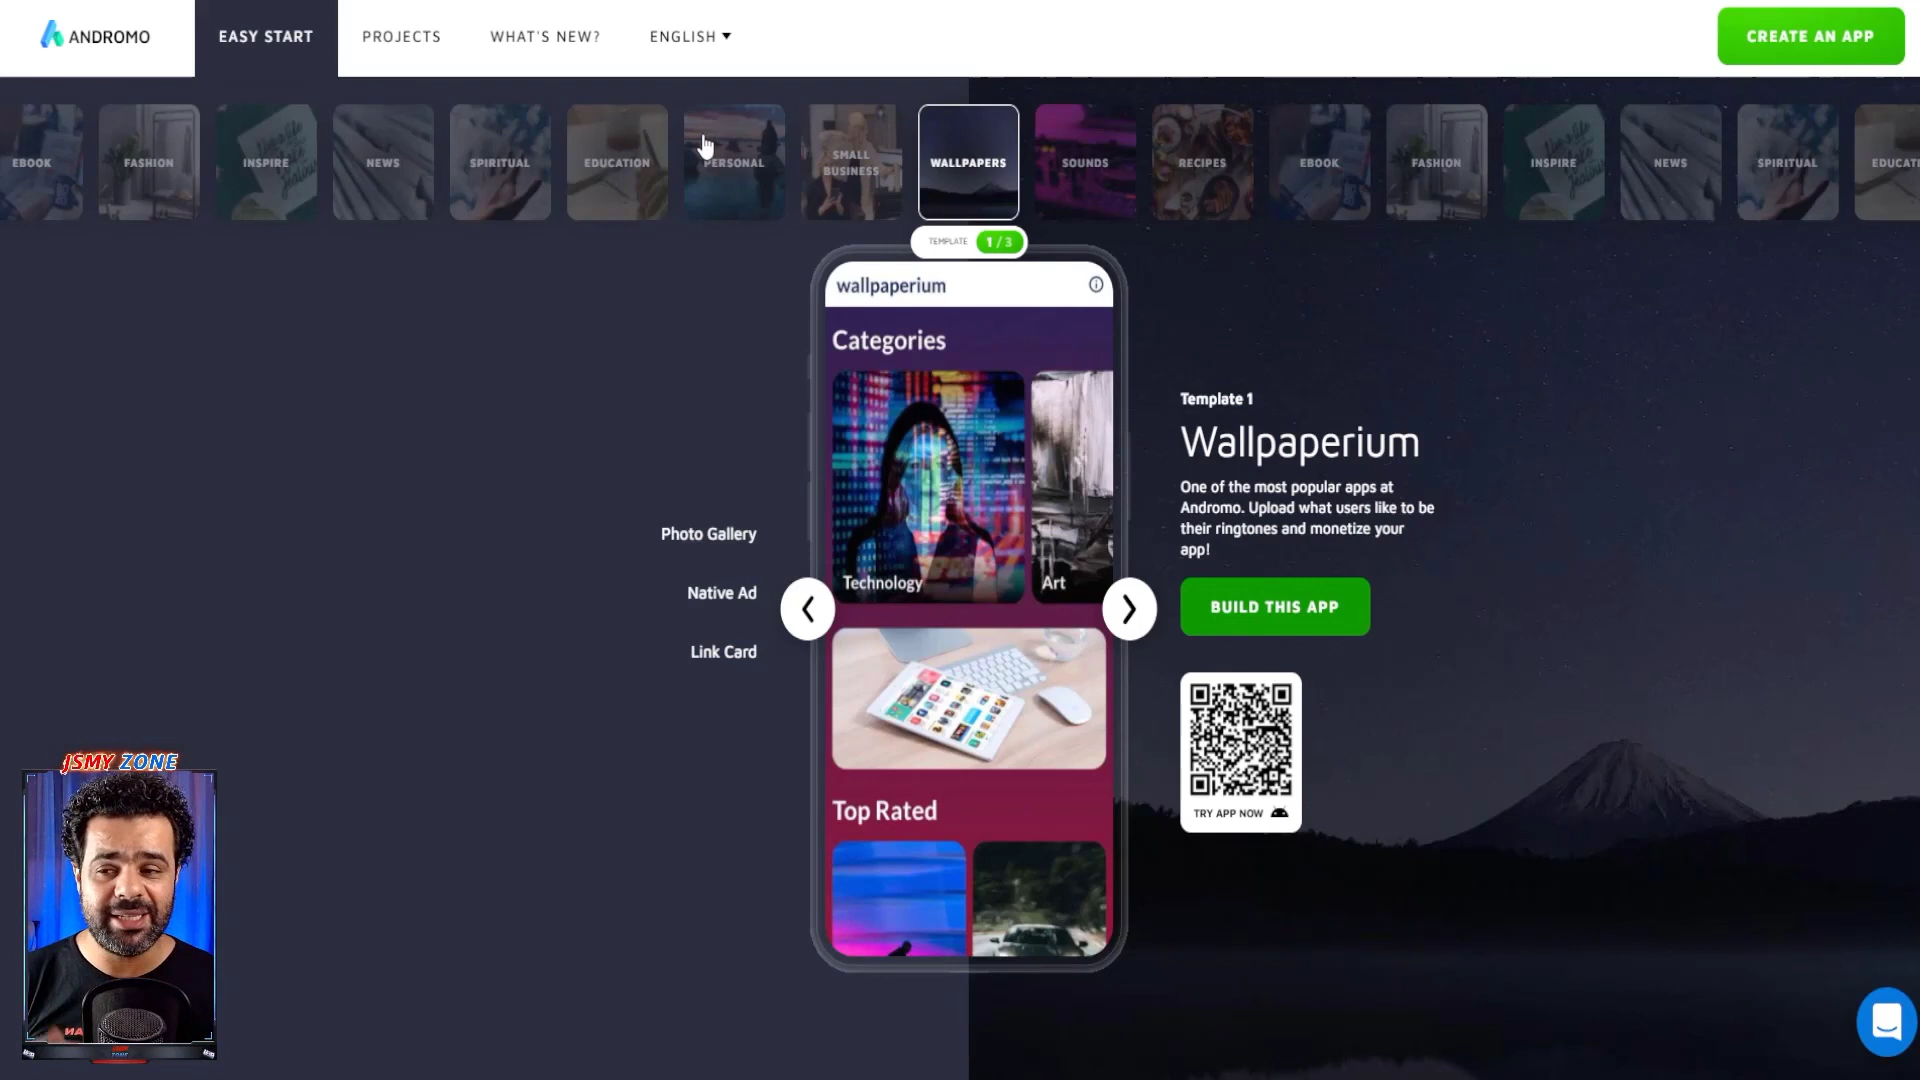 ANDROMO
EASY START
PROJECTS
WHAT'S NEW?
ENGLISH
CREATE AN APP
EBOOK
FASHION
INSPIRE
NEWS
SPIRITUAL
EDUCATION
PERSONAL
SMALL
BUSINESS
WALLPAPERS
SOUNDS
RECIPES
EBOOK
FASHION
INSPIRE
NEWS
SPIRITUAL
EDUCATI
TEMPLATE 1 / 3
wallpaperium
Categories
Technology
Art
Top Rated
Photo Gallery
Native Ad
Link Card
Template 1
Wallpaperium
One of the most popular apps at
Andromo. Upload what users like to be
their ringtones and monetize your
app!
BUILD THIS APP
TRY APP NOW
JSMY ZONE